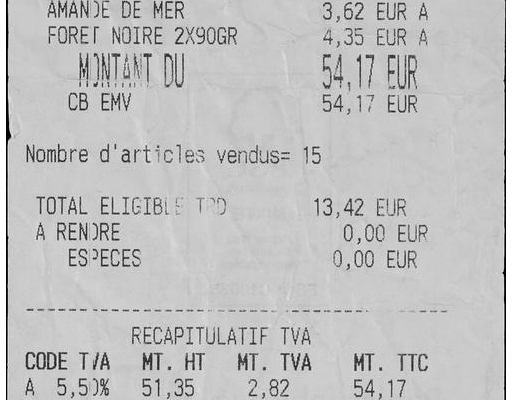 AMANDE DE MER 3,62 EUR A
FORET NOIRE 2X90GR 4,35 EUR A
MONTANT DU 54,17 EUR
CB EMV 54,17 EUR
Nombre d'articles vendus= 15
TOTAL ELIGIBLE TRD 13,42 EUR
A RENDRE 0,00 EUR
ESPECES 0,00 EUR
RECAPITULATIF TVA
CODE TVA MT. HT MT. TVA MT. TTC
A 5,50% 51,35 2,82 54,17